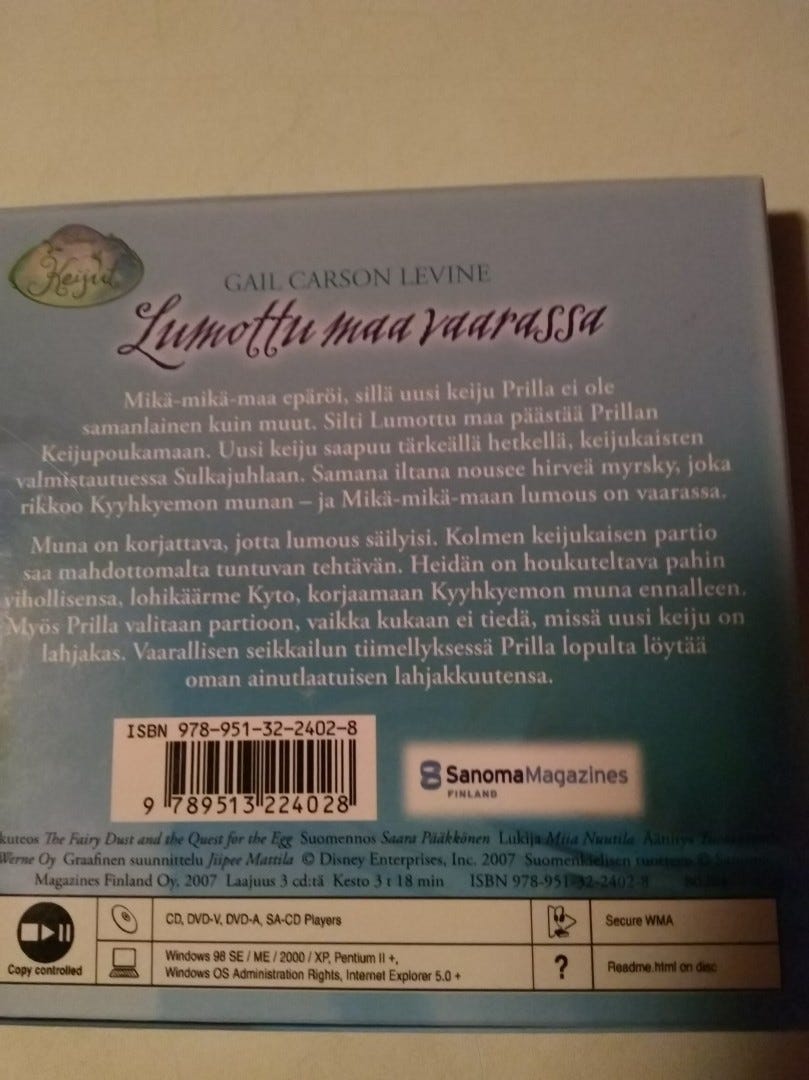 Keijut
GAIL CARSON LEVINE
Lumottu maa vaarassa
Mikä-mikä-maa epäröi, sillä uusi keiju Prilla ei ole
samanlainen kuin muut. Silti Lumottu maa päästää Prillan
Keijupoukamaan. Uusi keiju saapuu tärkeällä hetkellä, keijukaisten
valmistautuessa Sulkajuhlaan. Samana iltana nousee hirveä myrsky, joka
rikkoo Kyyhkyemon munan – ja Mikä-mikä-maan lumous on vaarassa.
Muna on korjattava, jotta lumous säilyisi. Kolmen keijukaisen partio
saa mahdottomalta tuntuvan tehtävän. Heidän on houkuteltava pahin
vihollisensa, lohikäärme Kyto, korjaamaan Kyyhkyemon muna ennalleen.
Myös Prilla valitaan partioon, vaikka kukaan ei tiedä, missä uusi keiju on
lahjakas. Vaarallisen seikkailun tiimellyksessä Prilla lopulta löytää
oman ainutlaatuisen lahjakkuutensa.
ISBN 978-951-32-2402-8
9 789513 224028
SanomaMagazines
FINLAND
kuteos The Fairy Dust and the Quest for the Egg Suomennos Saara Pääkkönen Lukija Miia Nuutila Äänitys
Werne Oy Graafinen suunnittelu Jiipee Mattila © Disney Enterprises, Inc. 2007 Suomenkielisen tuotteen © Sanoma
Magazines Finland Oy, 2007 Laajuus 3 cd:tä Kesto 3 t 18 min ISBN 978-951-32-2402-8
Copy controlled
CD, DVD-V, DVD-A, SA-CD Players
Secure WMA
Windows 98 SE / ME / 2000 / XP, Pentium II +,
Windows OS Administration Rights, Internet Explorer 5.0 +
?
Readme.html on disc